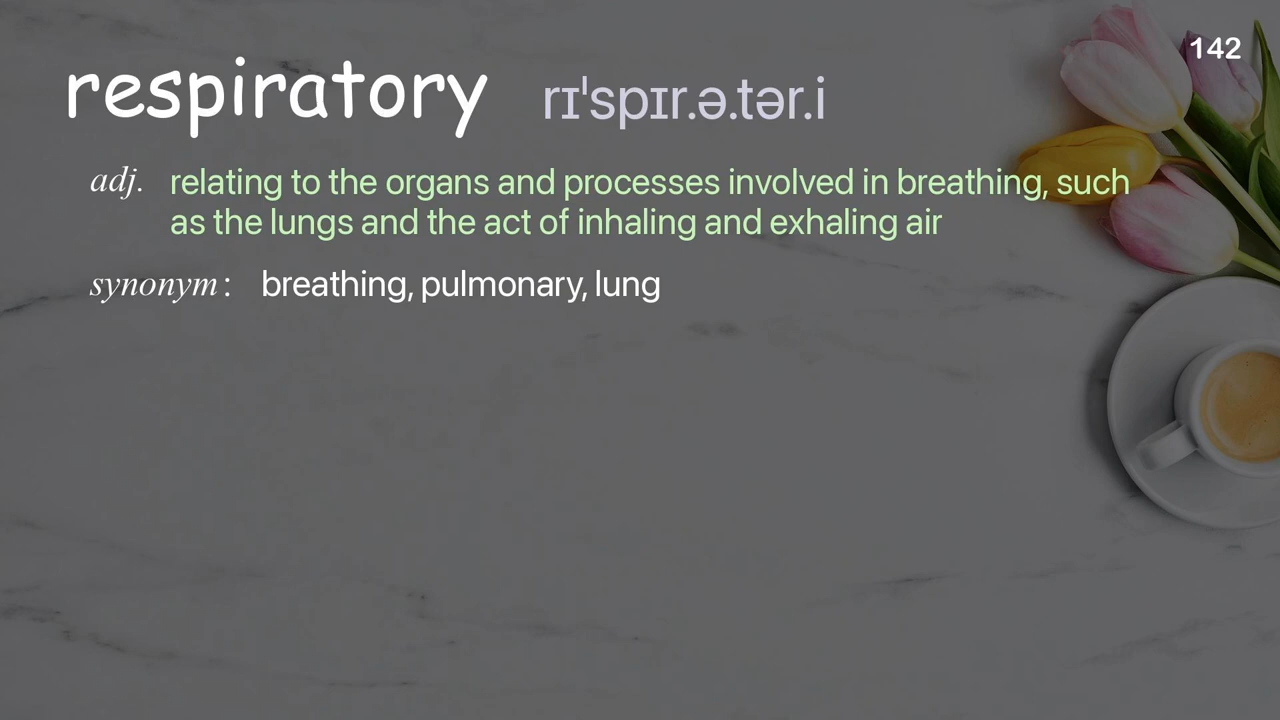 142
respiratory rɪˈspɪr.ə.tər.i
adj. relating to the organs and processes involved in breathing, such
as the lungs and the act of inhaling and exhaling air
synonym : breathing, pulmonary, lung